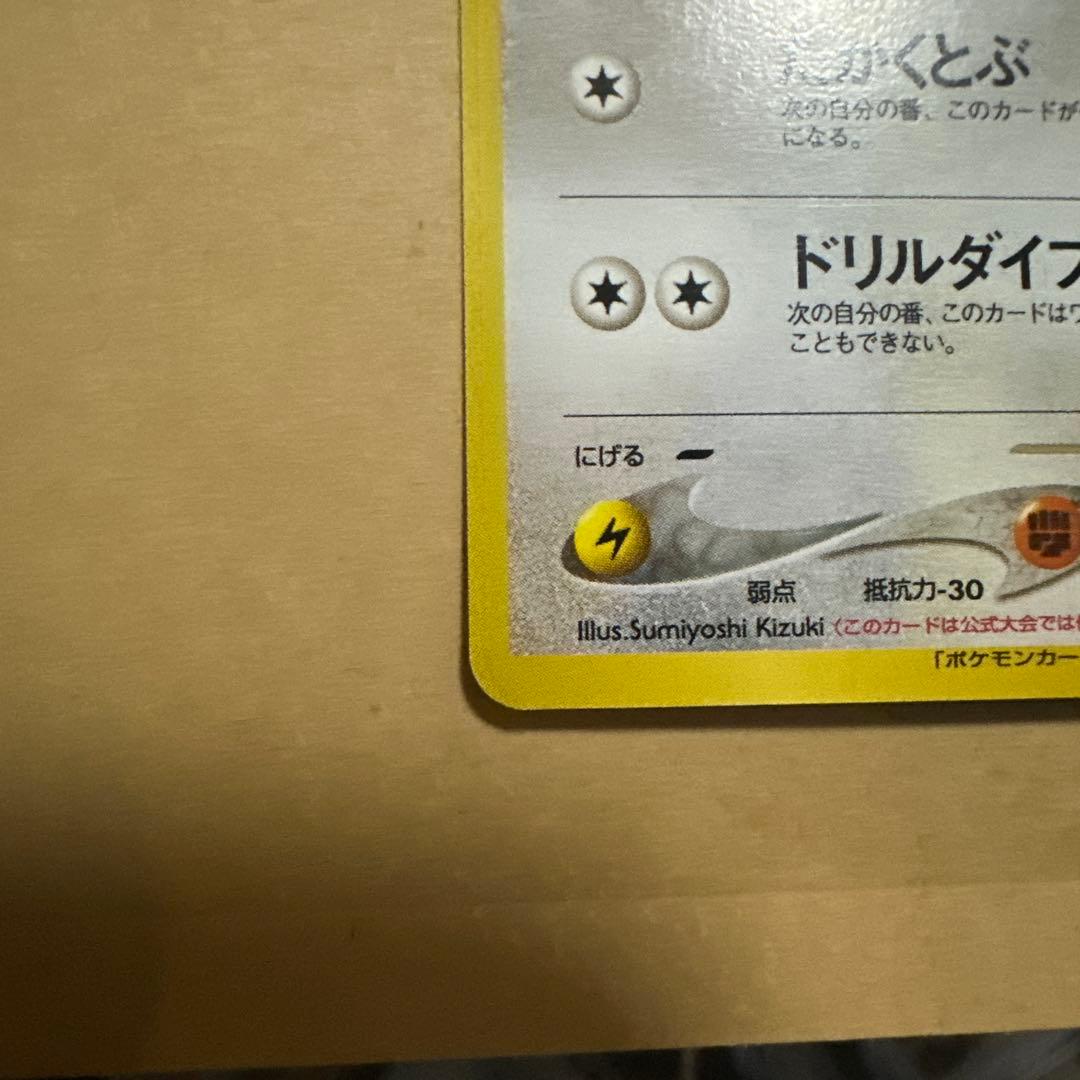 たかくとぶ
次の自分の番、このカードが
になる。
ドリルダイブ
次の自分の番、このカードはワ
こともできない。
にげる
弱点 抵抗力-30
Illus.Sumiyoshi Kizuki (このカードは公式大会では
「ポケモンカー